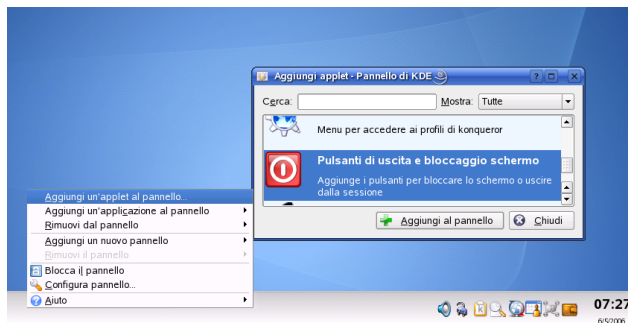 Aggiungi applet - Pannello di KDE
Cerca:
Mostra: Tutte
Menu per accedere ai profili di konqueror
Pulsanti di uscita e bloccaggio schermo
Aggiunge i pulsanti per bloccare lo schermo o uscire
dalla sessione
Aggiungi al pannello
Chiudi
Aggiungi un'applet al pannello...
Aggiungi un'applicazione al pannello
Rimuovi dal pannello
Aggiungi un nuovo pannello
Rimuovi il pannello
Blocca il pannello
Configura pannello...
Aiuto
07:27
6/5/2006